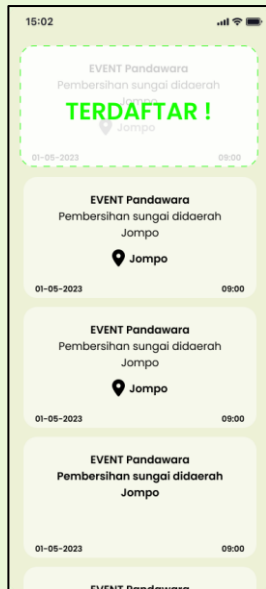 15:02
EVENT Pandawara
Pembersihan sungai didaerah
Jompo
TERDAFTAR !
Jompo
01-05-2023 09:00
EVENT Pandawara
Pembersihan sungai didaerah
Jompo
Jompo
01-05-2023 09:00
EVENT Pandawara
Pembersihan sungai didaerah
Jompo
Jompo
01-05-2023 09:00
EVENT Pandawara
Pembersihan sungai didaerah
Jompo
01-05-2023 09:00
EVENT Pandawara